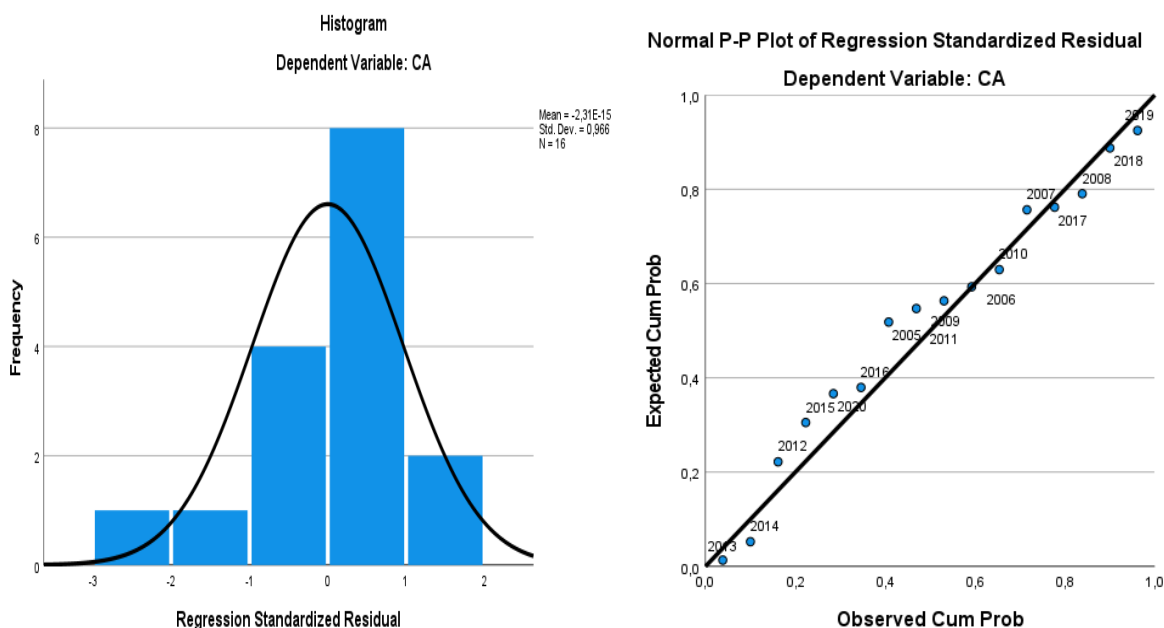 Histogram
Dependent Variable: CA
Mean = -2,31E-15
Std. Dev. = 0,966
N = 16
Frequency
8
6
4
2
0
-3 -2 -1 0 1 2
Regression Standardized Residual
Normal P-P Plot of Regression Standardized Residual
Dependent Variable: CA
Expected Cum Prob
1,0
0,8
0,6
0,4
0,2
0,0
2019
2018
2008
2007
2017
2010
2006
2009
2005
2011
2016
2015
2020
2012
2014
2013
0,0 0,2 0,4 0,6 0,8 1,0
Observed Cum Prob